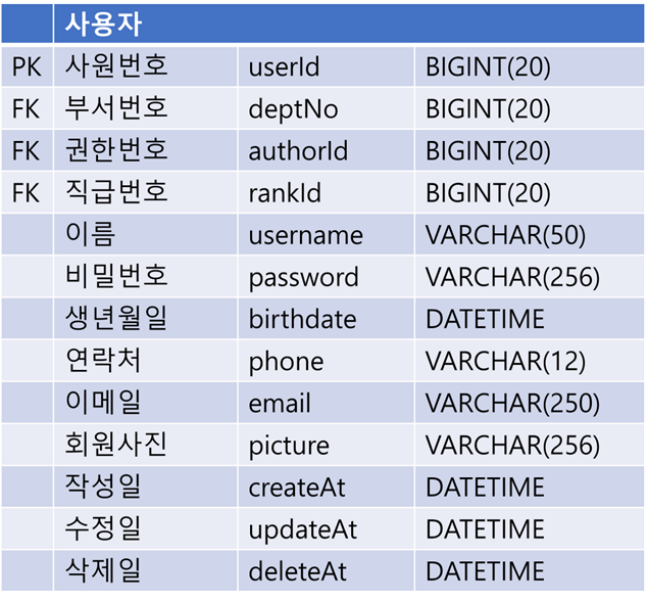 사용자
PK 사원번호 userId BIGINT(20)
FK 부서번호 deptNo BIGINT(20)
FK 권한번호 authorId BIGINT(20)
FK 직급번호 rankId BIGINT(20)
이름 username VARCHAR(50)
비밀번호 password VARCHAR(256)
생년월일 birthdate DATETIME
연락처 phone VARCHAR(12)
이메일 email VARCHAR(250)
회원사진 picture VARCHAR(256)
작성일 createAt DATETIME
수정일 updateAt DATETIME
삭제일 deleteAt DATETIME